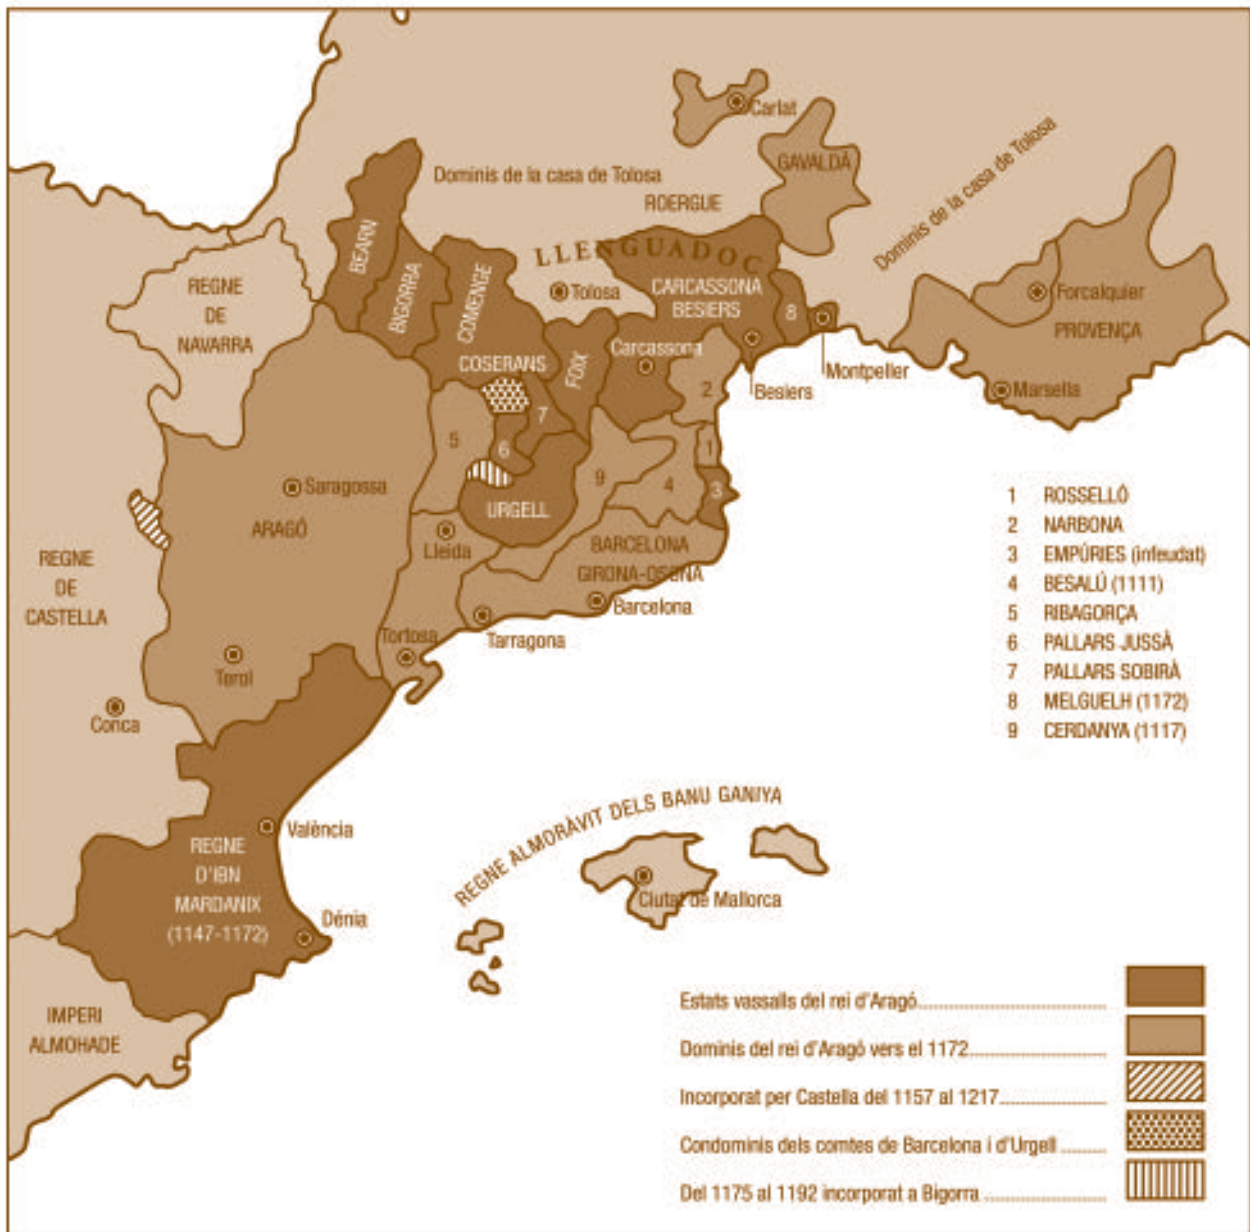 Carlat
GAVALDÀ
Dominis de la casa de Tolosa
Dominis de la casa de Tolosa
ROERGUE
LLENGUADOC
BEARN
BIGORRA
COMENGE
COSERANS
FOIX
Tolosa
CARCASSONA
BESIERS
Carcassona
8
2
Besiers
Montpeller
Forcalquier
PROVENÇA
Marsella
REGNE
DE
NAVARRA
5
7
6
9
4
1
3
URGELL
Saragossa
ARAGÓ
Lleida
BARCELONA
GIRONA-OSONA
Barcelona
Tarragona
Tortosa
Terol
REGNE
DE
CASTELLA
Conca
1 ROSSELLÓ
2 NARBONA
3 EMPÚRIES (infeudat)
4 BESALÚ (1111)
5 RIBAGORÇA
6 PALLARS JUSSÀ
7 PALLARS SOBIRÀ
8 MELGUELH (1172)
9 CERDANYA (1117)
València
REGNE
D'IBN
MARDANIX
(1147-1172)
Dénia
REGNE ALMORÀVIT DELS BANU GANIYA
Ciutat de Mallorca
IMPERI
ALMOHADE
Estats vassalls del rei d'Aragó
Dominis del rei d'Aragó vers el 1172
Incorporat per Castella del 1157 al 1217
Condominis dels comtes de Barcelona i d'Urgell
Del 1175 al 1192 incorporat a Bigorra